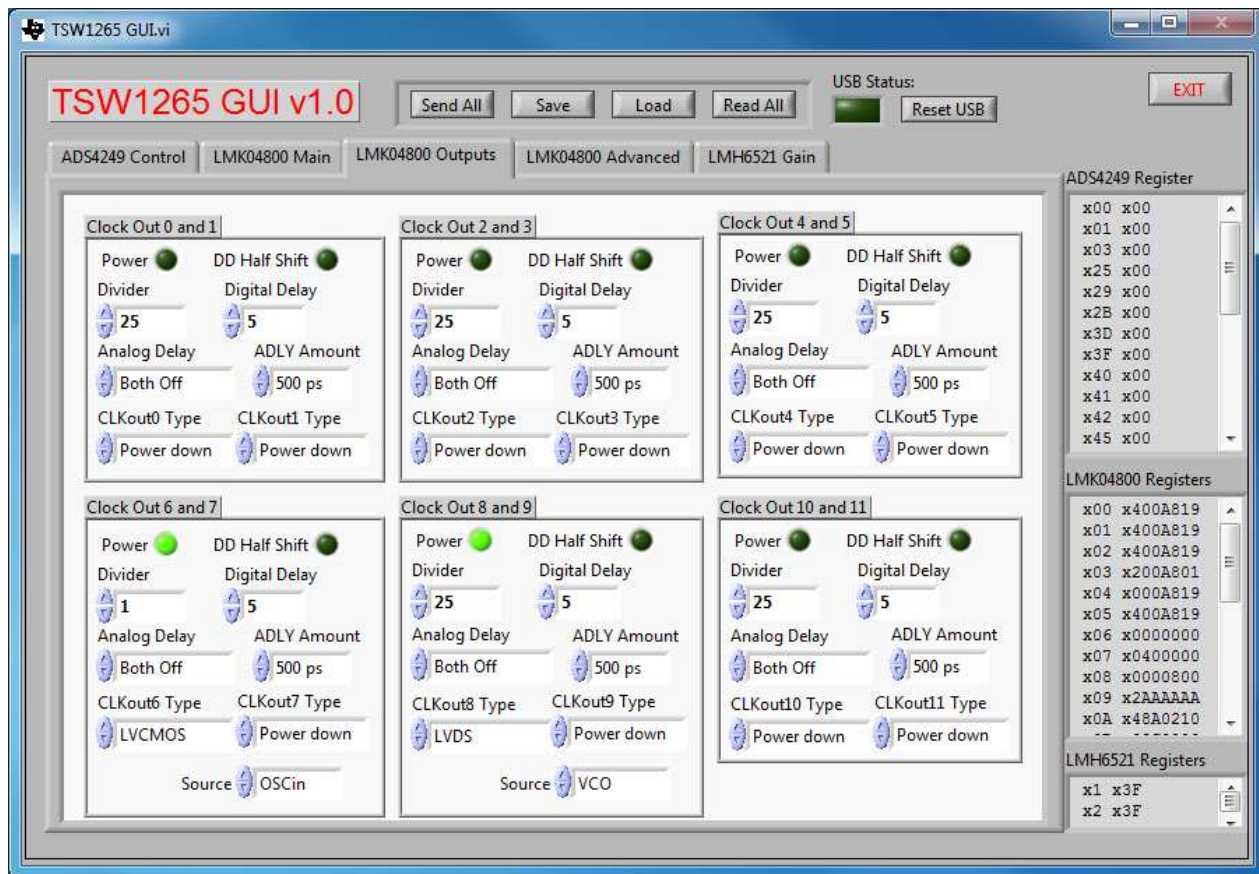 TSW1265 GUI.vi
TSW1265 GUI v1.0
Send All Save Load Read All
USB Status:
Reset USB
EXIT
ADS4249 Control LMK04800 Main LMK04800 Outputs LMK04800 Advanced LMH6521 Gain
Clock Out 0 and 1
Power DD Half Shift
Divider Digital Delay
25 5
Analog Delay ADLY Amount
Both Off 500 ps
CLKout0 Type CLKout1 Type
Power down Power down
Clock Out 2 and 3
Power DD Half Shift
Divider Digital Delay
25 5
Analog Delay ADLY Amount
Both Off 500 ps
CLKout2 Type CLKout3 Type
Power down Power down
Clock Out 4 and 5
Power DD Half Shift
Divider Digital Delay
25 5
Analog Delay ADLY Amount
Both Off 500 ps
CLKout4 Type CLKout5 Type
Power down Power down
Clock Out 6 and 7
Power DD Half Shift
Divider Digital Delay
1 5
Analog Delay ADLY Amount
Both Off 500 ps
CLKout6 Type CLKout7 Type
LVCMOS Power down
Source OSCin
Clock Out 8 and 9
Power DD Half Shift
Divider Digital Delay
25 5
Analog Delay ADLY Amount
Both Off 500 ps
CLKout8 Type CLKout9 Type
LVDS Power down
Source VCO
Clock Out 10 and 11
Power DD Half Shift
Divider Digital Delay
25 5
Analog Delay ADLY Amount
Both Off 500 ps
CLKout10 Type CLKout11 Type
Power down Power down
ADS4249 Register
x00 x00
x01 x00
x03 x00
x25 x00
x29 x00
x2B x00
x3D x00
x3F x00
x40 x00
x41 x00
x42 x00
x45 x00
LMK04800 Registers
x00 x400A819
x01 x400A819
x02 x400A819
x03 x200A801
x04 x000A819
x05 x400A819
x06 x0000000
x07 x0400000
x08 x0000800
x09 x2AAAAAA
x0A x48A0210
LMH6521 Registers
x1 x3F
x2 x3F